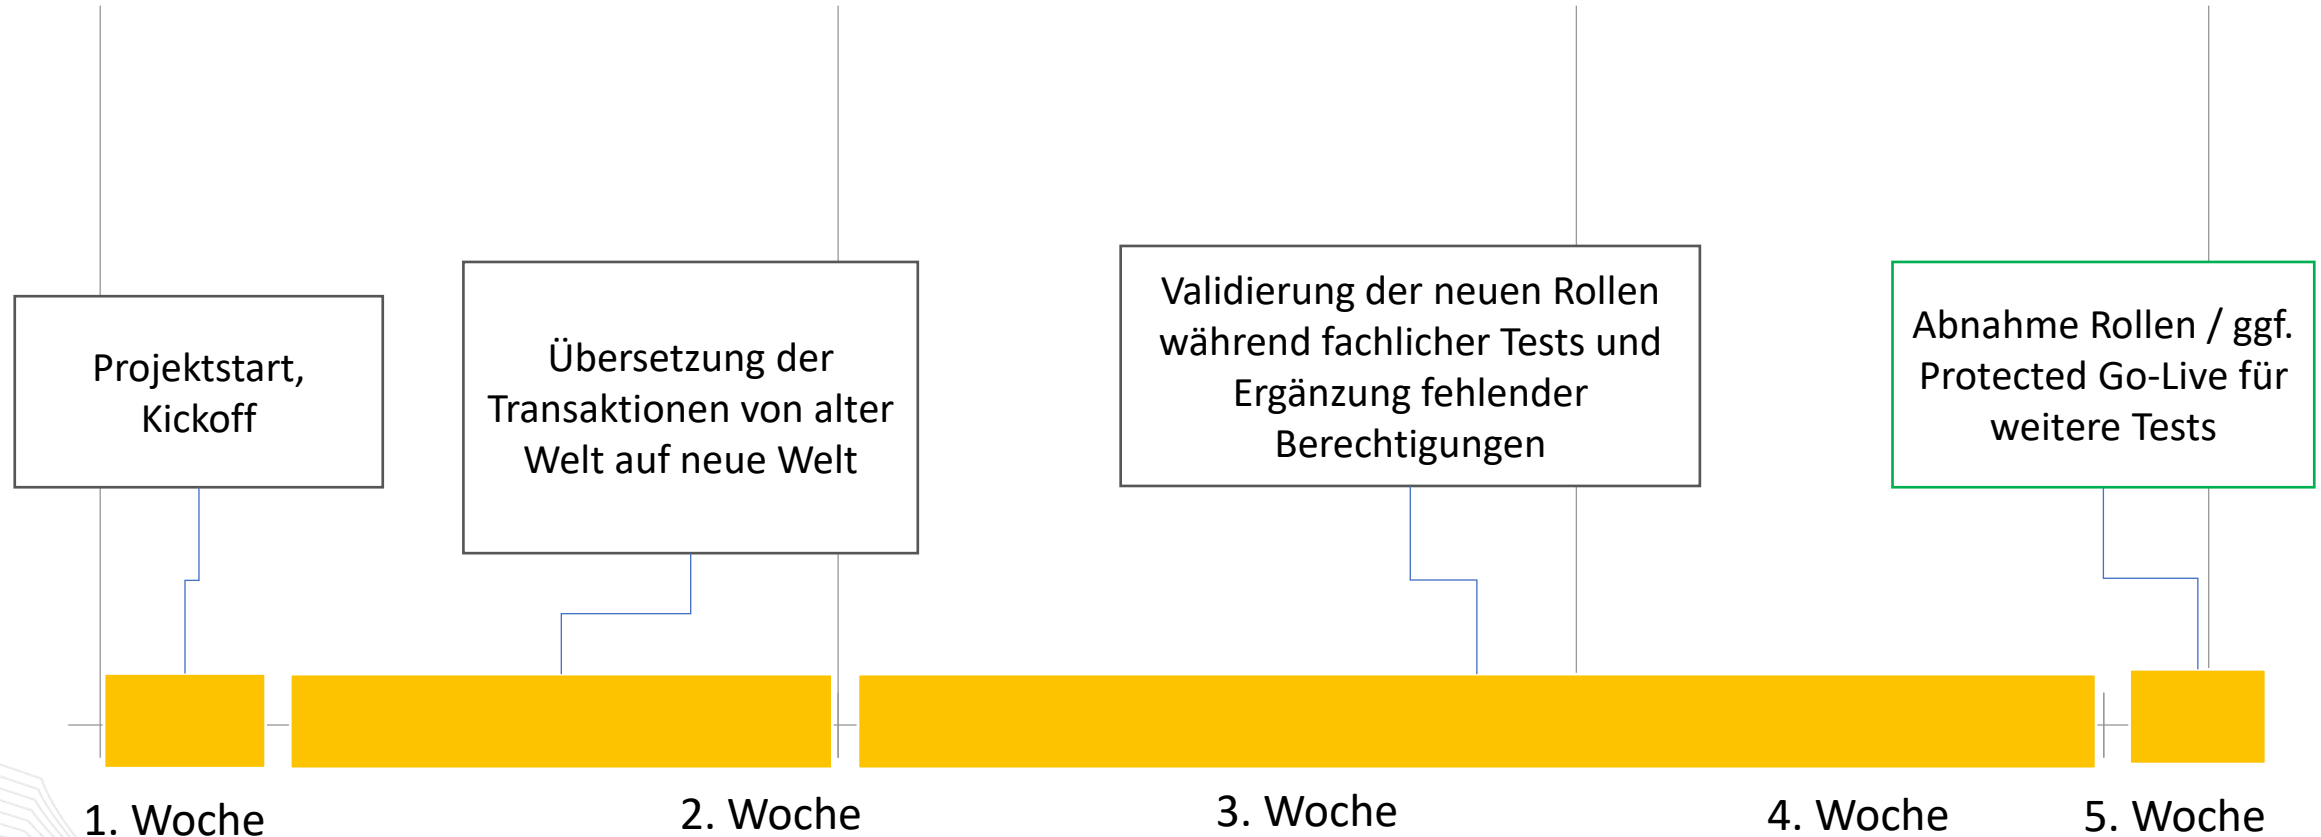 Projektstart,
Kickoff
Übersetzung der
Transaktionen von alter
Welt auf neue Welt
Validierung der neuen Rollen
während fachlicher Tests und
Ergänzung fehlender
Berechtigungen
Abnahme Rollen / ggf.
Protected Go-Live für
weitere Tests
1. Woche
2. Woche
3. Woche
4. Woche
5. Woche